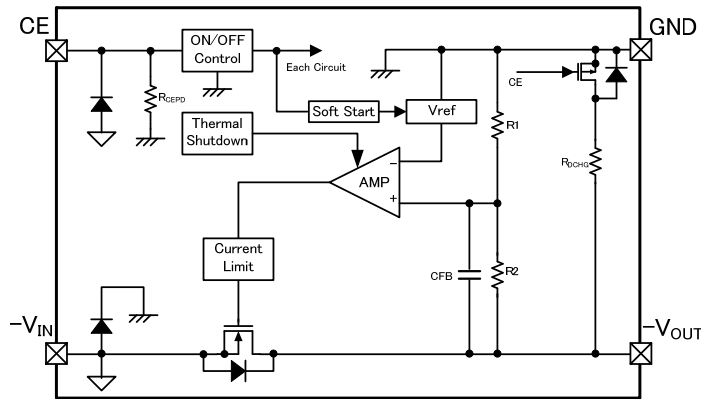 CE
GND
ON/OFF
Control
Each Circuit
CE
RCEPD
Soft Start
Vref
Thermal
Shutdown
R1
RDCHG
AMP
−
+
Current
Limit
CFB
R2
−VIN
−VOUT